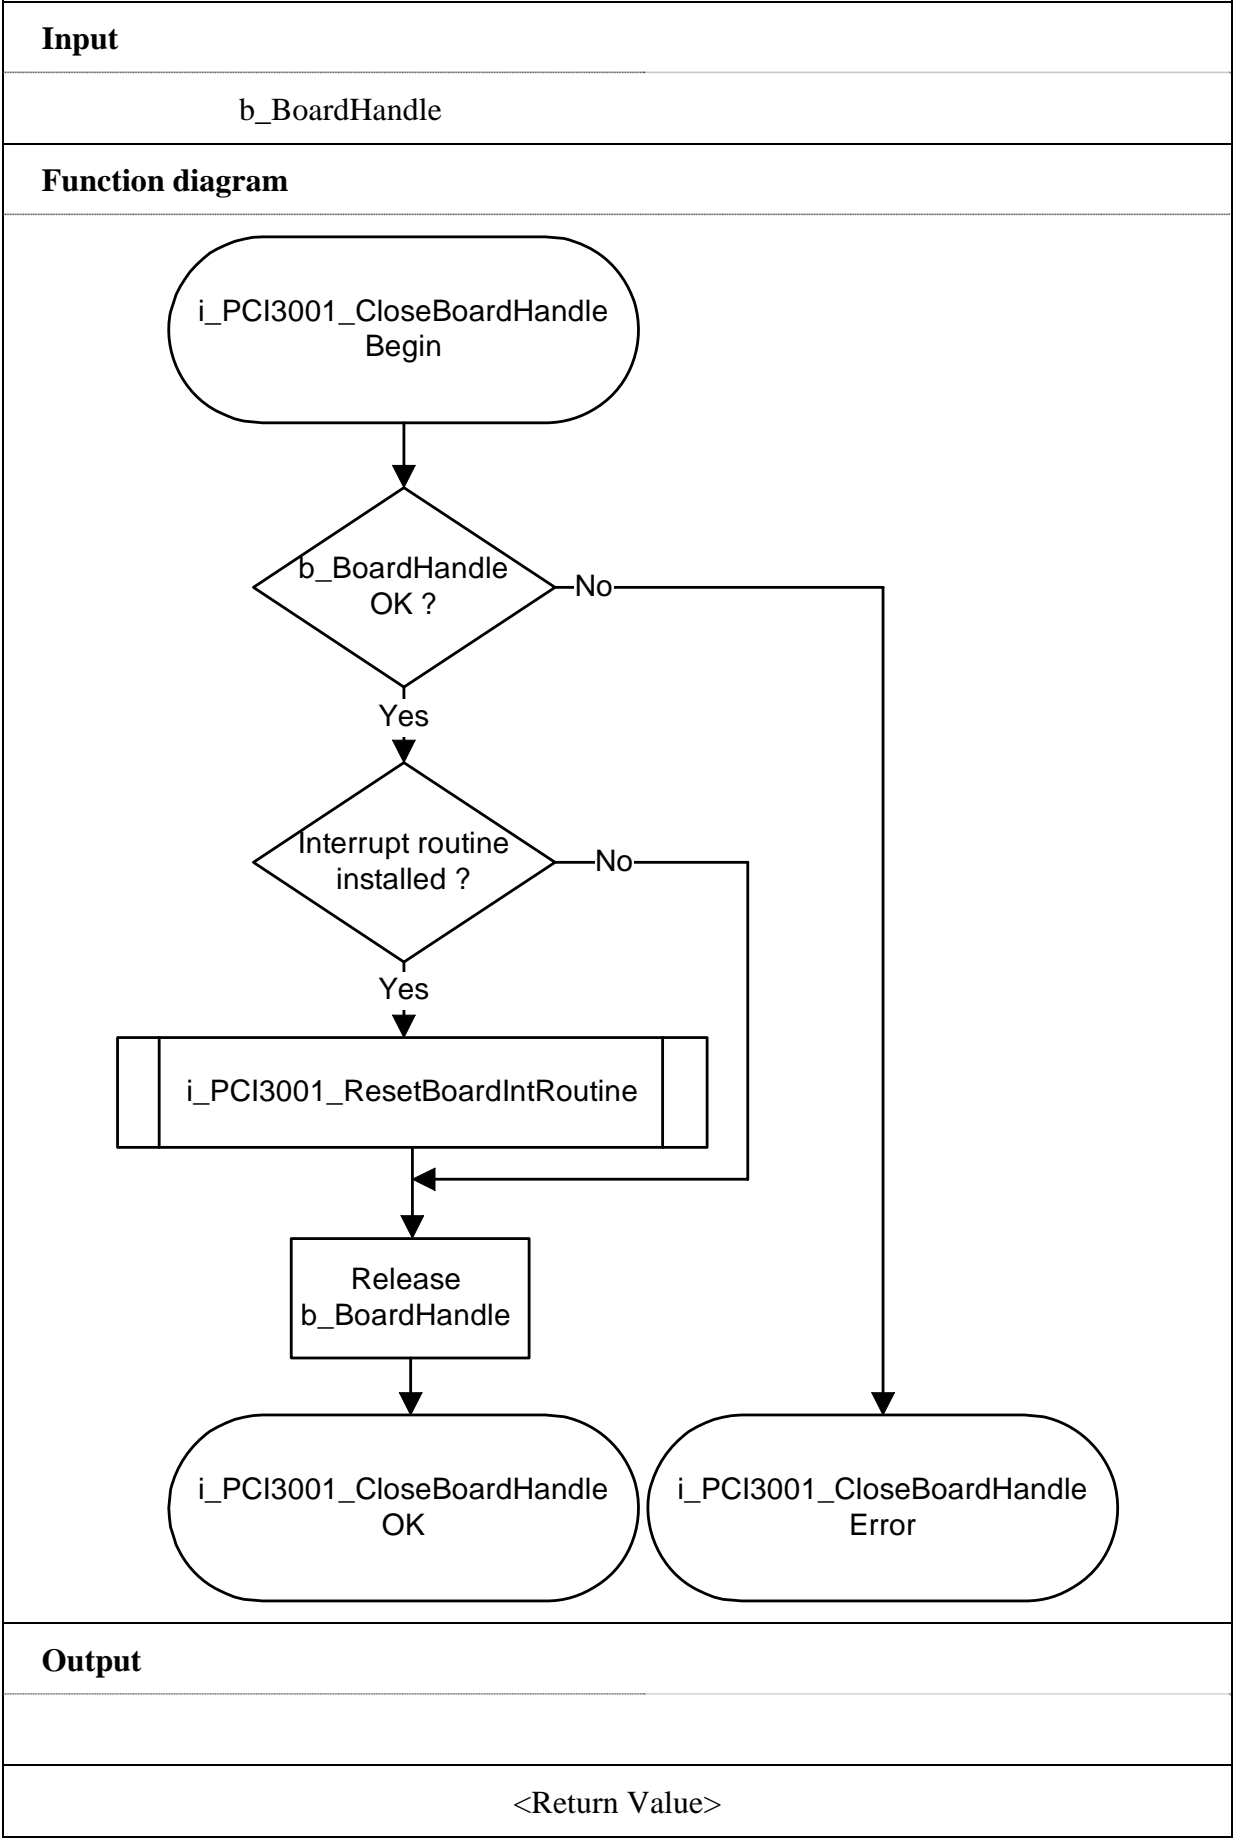 Input
b_BoardHandle
Function diagram
i_PCI3001_CloseBoardHandle
Begin
b_BoardHandle
OK ?
No
Yes
Interrupt routine
installed ?
No
Yes
i_PCI3001_ResetBoardIntRoutine
Release
b_BoardHandle
i_PCI3001_CloseBoardHandle
OK
i_PCI3001_CloseBoardHandle
Error
Output
<Return Value>